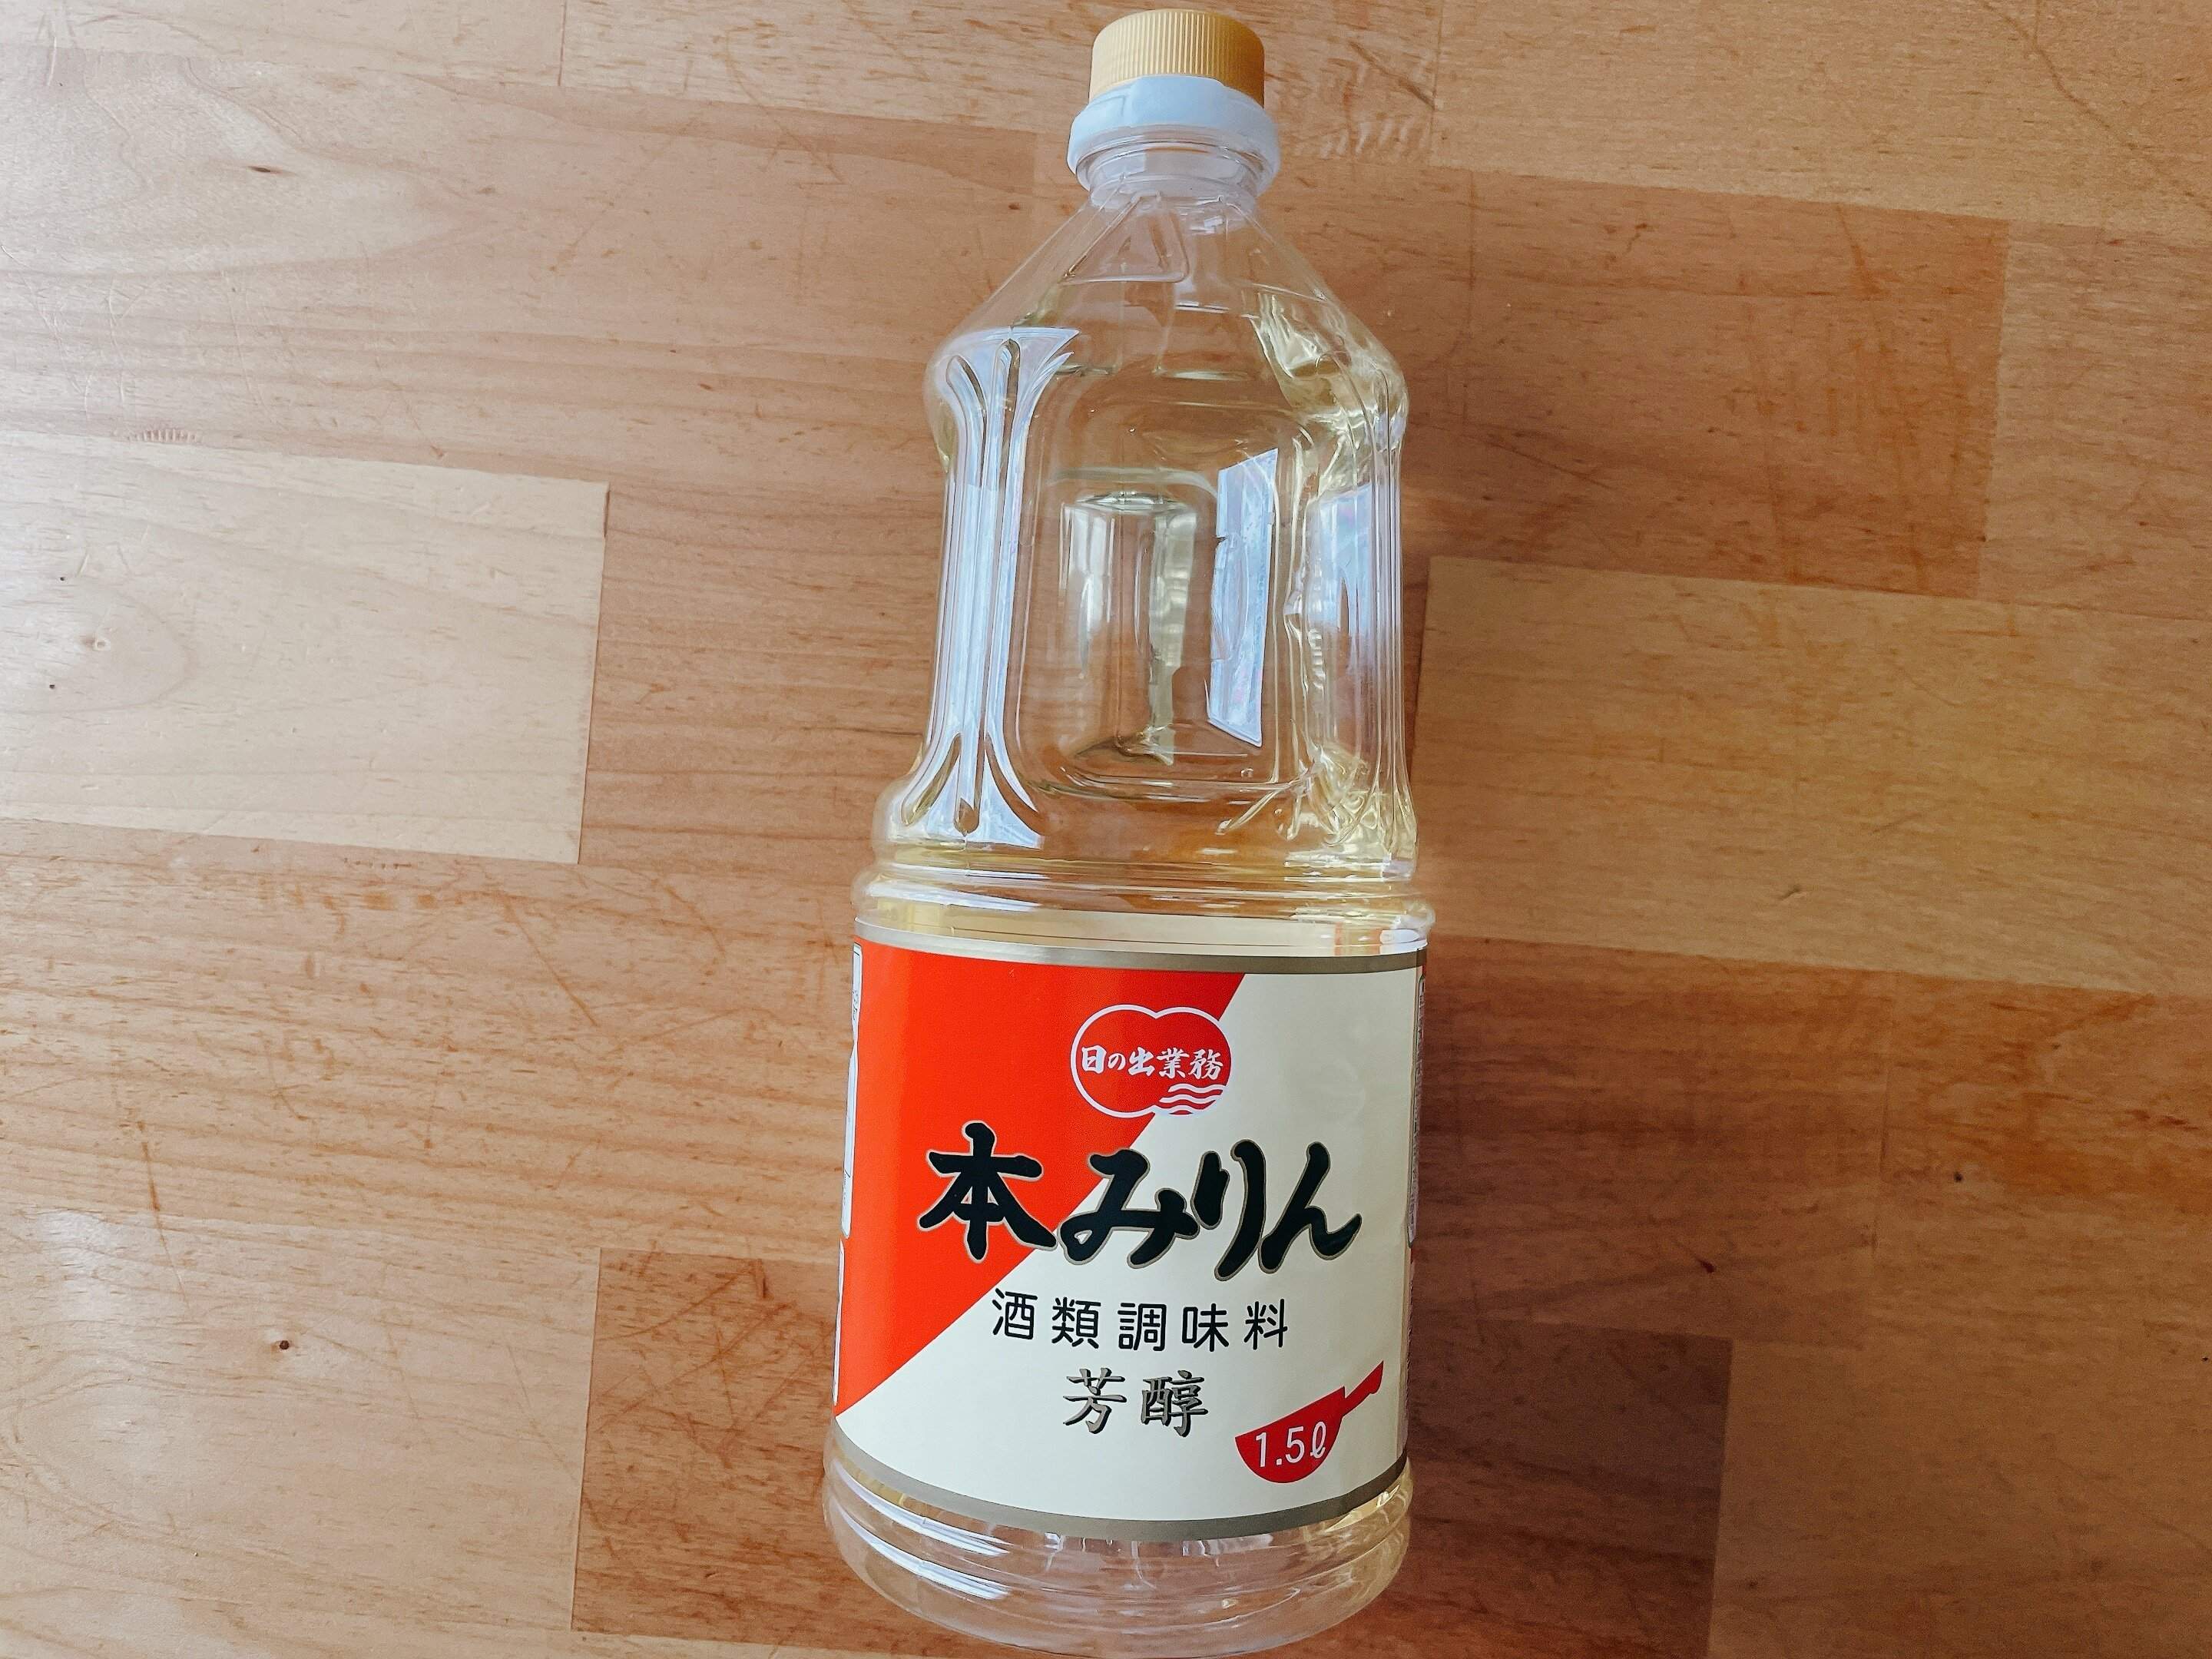 日の出業務
本みりん
酒類調味料
芳醇
1.5ℓ